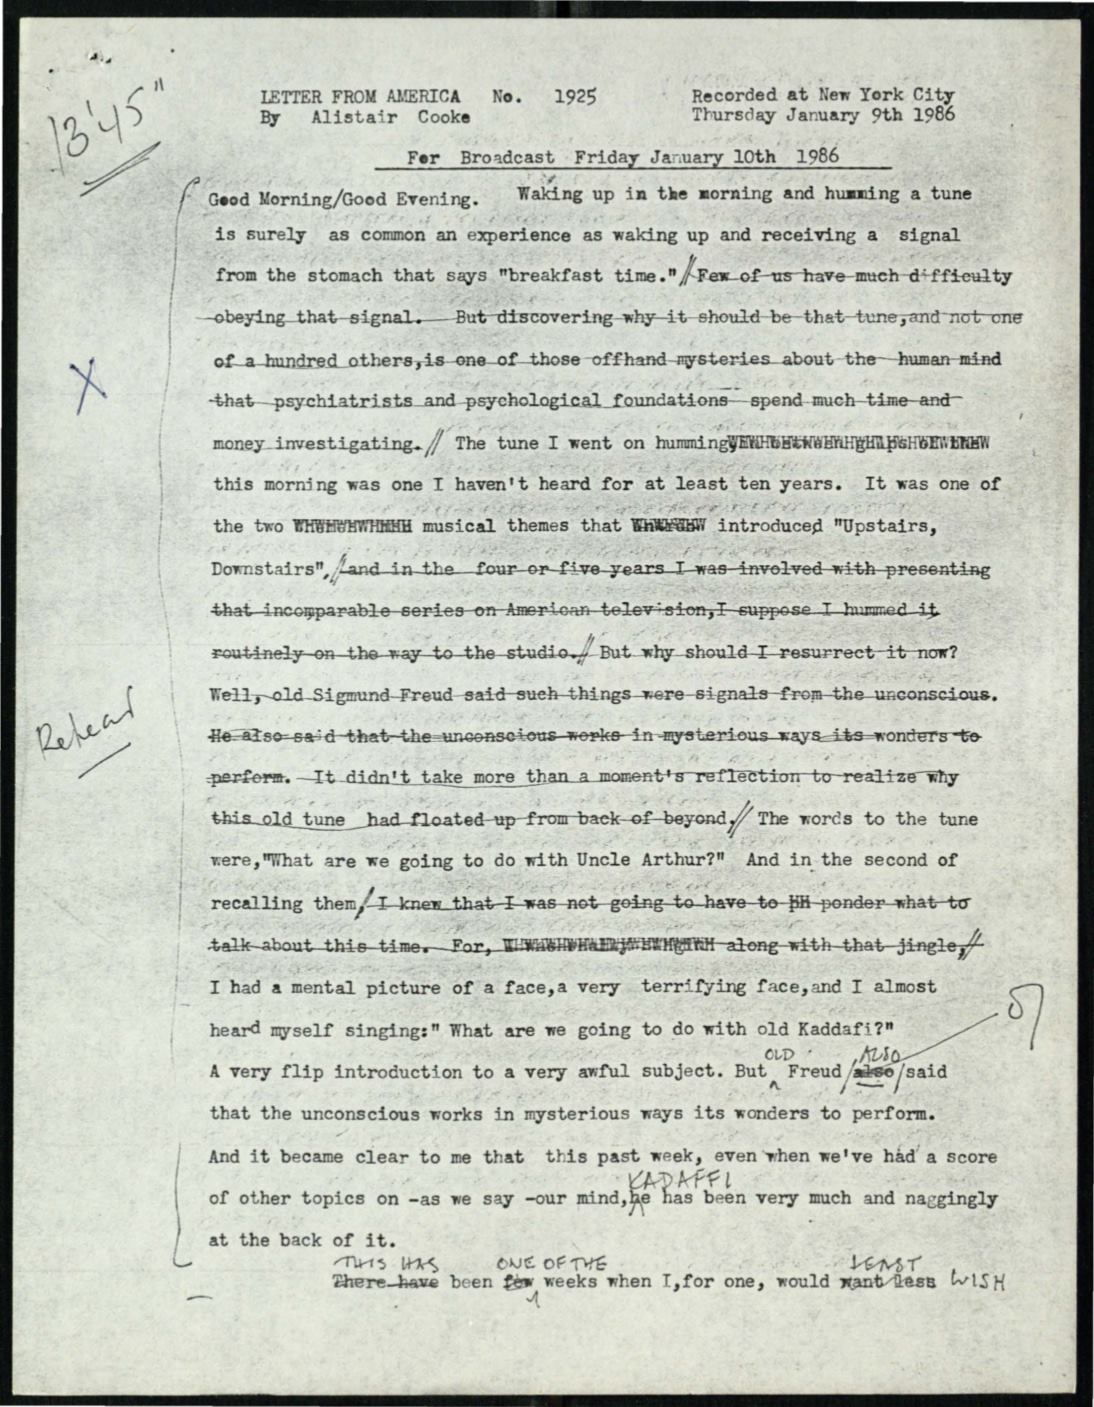 13'45"
LETTER FROM AMERICA No. 1925 Recorded at New York City
By Alistair Cooke Thursday January 9th 1986
For Broadcast Friday January 10th 1986
Good Morning/Good Evening. Waking up in the morning and humming a tune
is surely as common an experience as waking up and receiving a signal
from the stomach that says "breakfast time."// Few of us have much difficulty
obeying that signal. But discovering why it should be that tune,and not one
of a hundred others,is one of those offhand mysteries about the human mind
X
that psychiatrists and psychological foundations spend much time and
money investigating.// The tune I went on humming
this morning was one I haven't heard for at least ten years. It was one of
the two musical themes that introduced "Upstairs,
Downstairs",//and in the four or five years I was involved with presenting
that incomparable series on American television,I suppose I hummed it
routinely on the way to the studio.// But why should I resurrect it now?
Well, old Sigmund Freud said such things were signals from the unconscious.
Rehear
He also said that the unconscious works in mysterious ways its wonders to
perform. It didn't take more than a moment's reflection to realize why
this old tune had floated up from back of beyond.// The words to the tune
were,"What are we going to do with Uncle Arthur?" And in the second of
recalling them,/ I knew that I was not going to have to ponder what to
talk about this time. For, along with that jingle,//
I had a mental picture of a face,a very terrifying face,and I almost
heard myself singing:" What are we going to do with old Kaddafi?"
OLD ALSO
A very flip introduction to a very awful subject. But Freud /also/ said
that the unconscious works in mysterious ways its wonders to perform.
And it became clear to me that this past week, even when we've had a score
KADAFFI
of other topics on -as we say -our mind,he has been very much and naggingly
at the back of it.
THIS HAS ONE OF THE LEAST
There have been few weeks when I,for one, would want less WISH